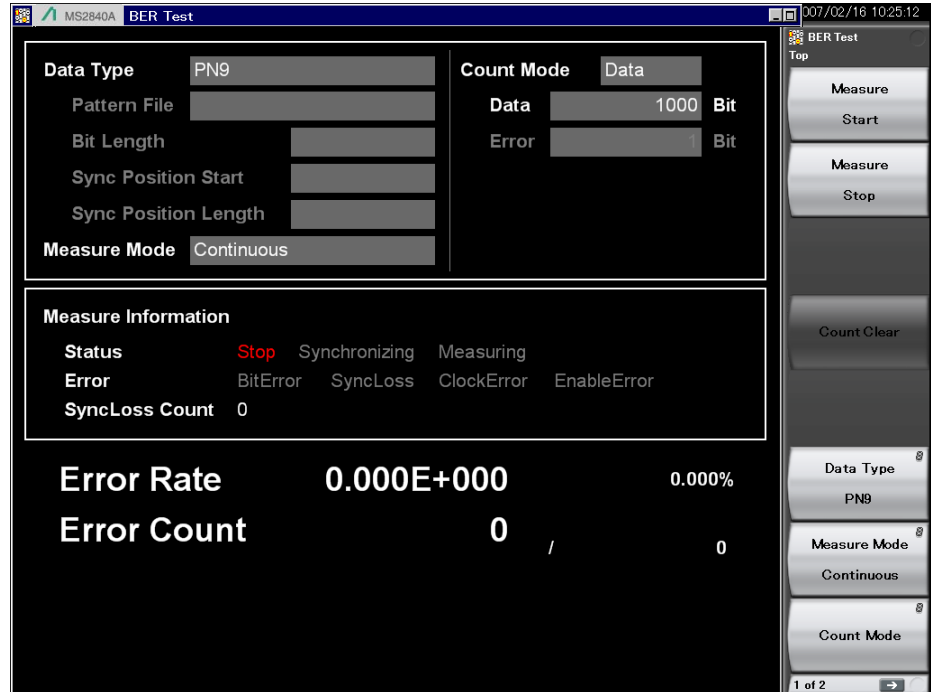 MS2840A BER Test
007/02/16 10:25:12
Data Type PN9
Pattern File
Bit Length
Sync Position Start
Sync Position Length
Measure Mode Continuous
Count Mode Data
Data 1000 Bit
Error 1 Bit
Measure Information
Status Stop Synchronizing Measuring
Error BitError SyncLoss ClockError EnableError
SyncLoss Count 0
Error Rate 0.000E+000 0.000%
Error Count 0 / 0
BER Test
Top
Measure
Start
Measure
Stop
Count Clear
Data Type
PN9
Measure Mode
Continuous
Count Mode
1 of 2